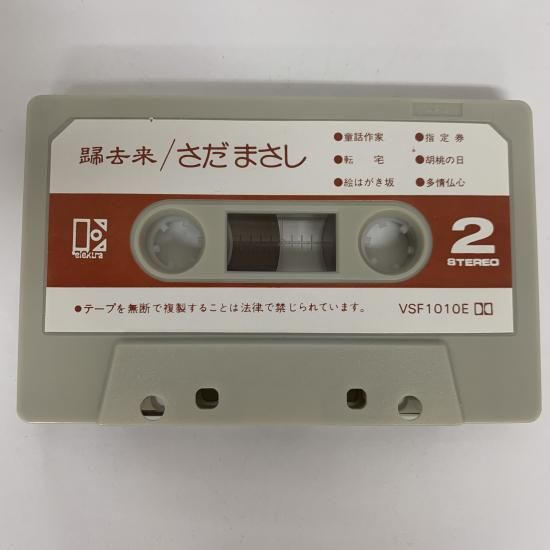 歸去来/さだまさし
●童話作家 ●指定券
●転宅 ●胡桃の日
●絵はがき坂 ●多情仏心
elektra
2
STEREO
●テープを無断で複製することは法律で禁じられています。
VSF1010E